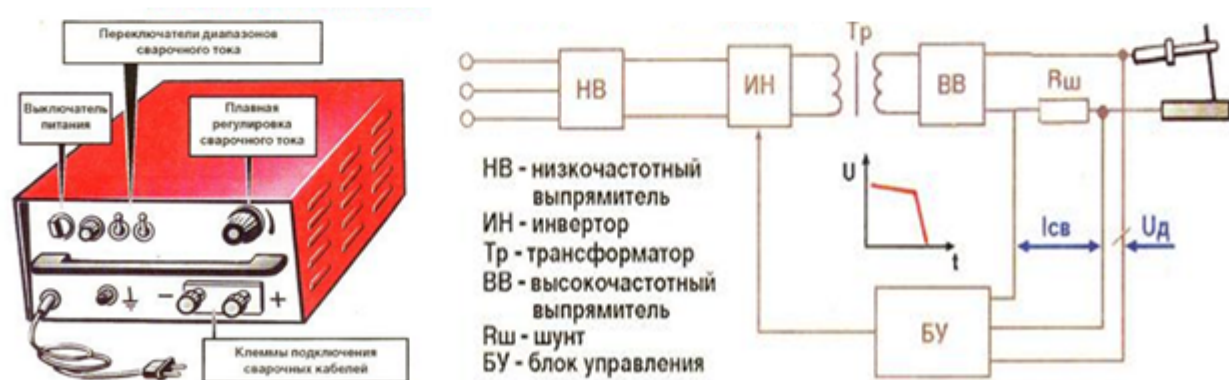 Переключатели диапазонов
сварочного тока
Выключатель
питания
Плавная
регулировка
сварочного тока
−
+
Клеммы подключения
сварочных кабелей
НВ
ИН
Тр
ВВ
Rш
НВ - низкочастотный
выпрямитель
ИН - инвертор
Тр - трансформатор
ВВ - высокочастотный
выпрямитель
Rш - шунт
БУ - блок управления
U
t
Iсв
Uд
БУ